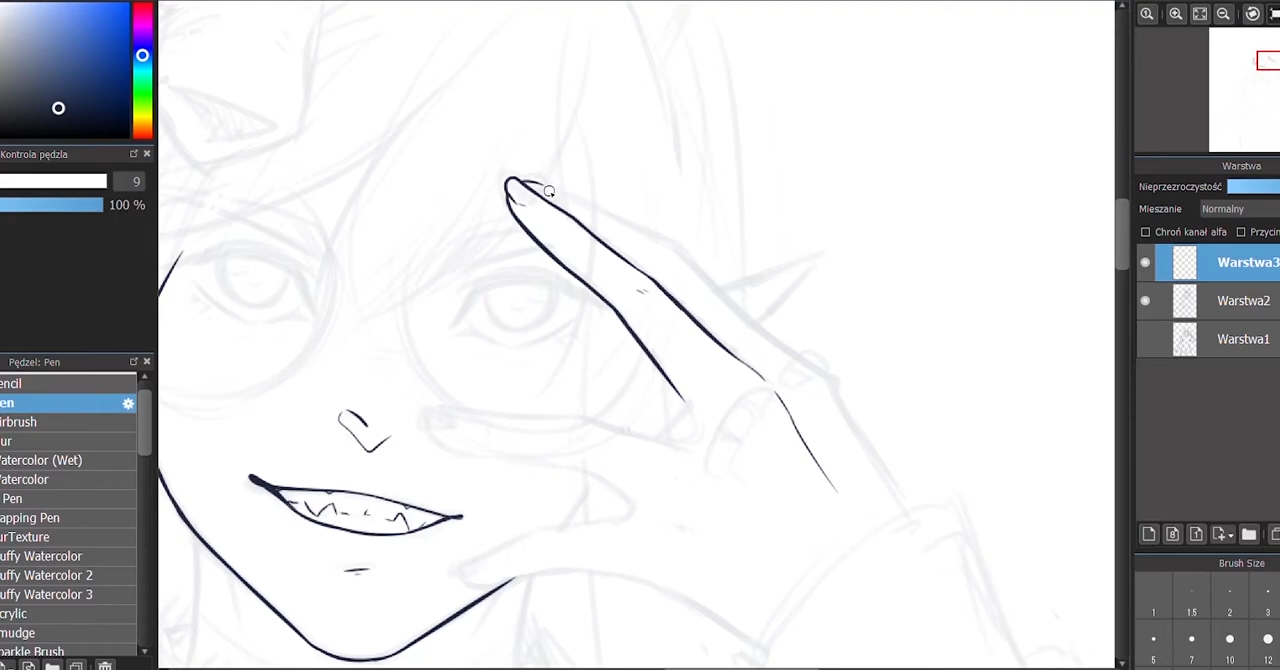 Kontrola pędzla
9
100 %
Pędzel: Pen
encil
en
irbrush
ur
atercolor (Wet)
atercolor
Pen
apping Pen
urTexture
uffy Watercolor
uffy Watercolor 2
uffy Watercolor 3
crylic
mudge
parkle Brush
Warstwa
Nieprzezroczystość
Mieszanie Normalny
Chroń kanał alfa Przycin
Warstwa3
Warstwa2
Warstwa1
Brush Size
1 1.5 2 3
5 7 10 12